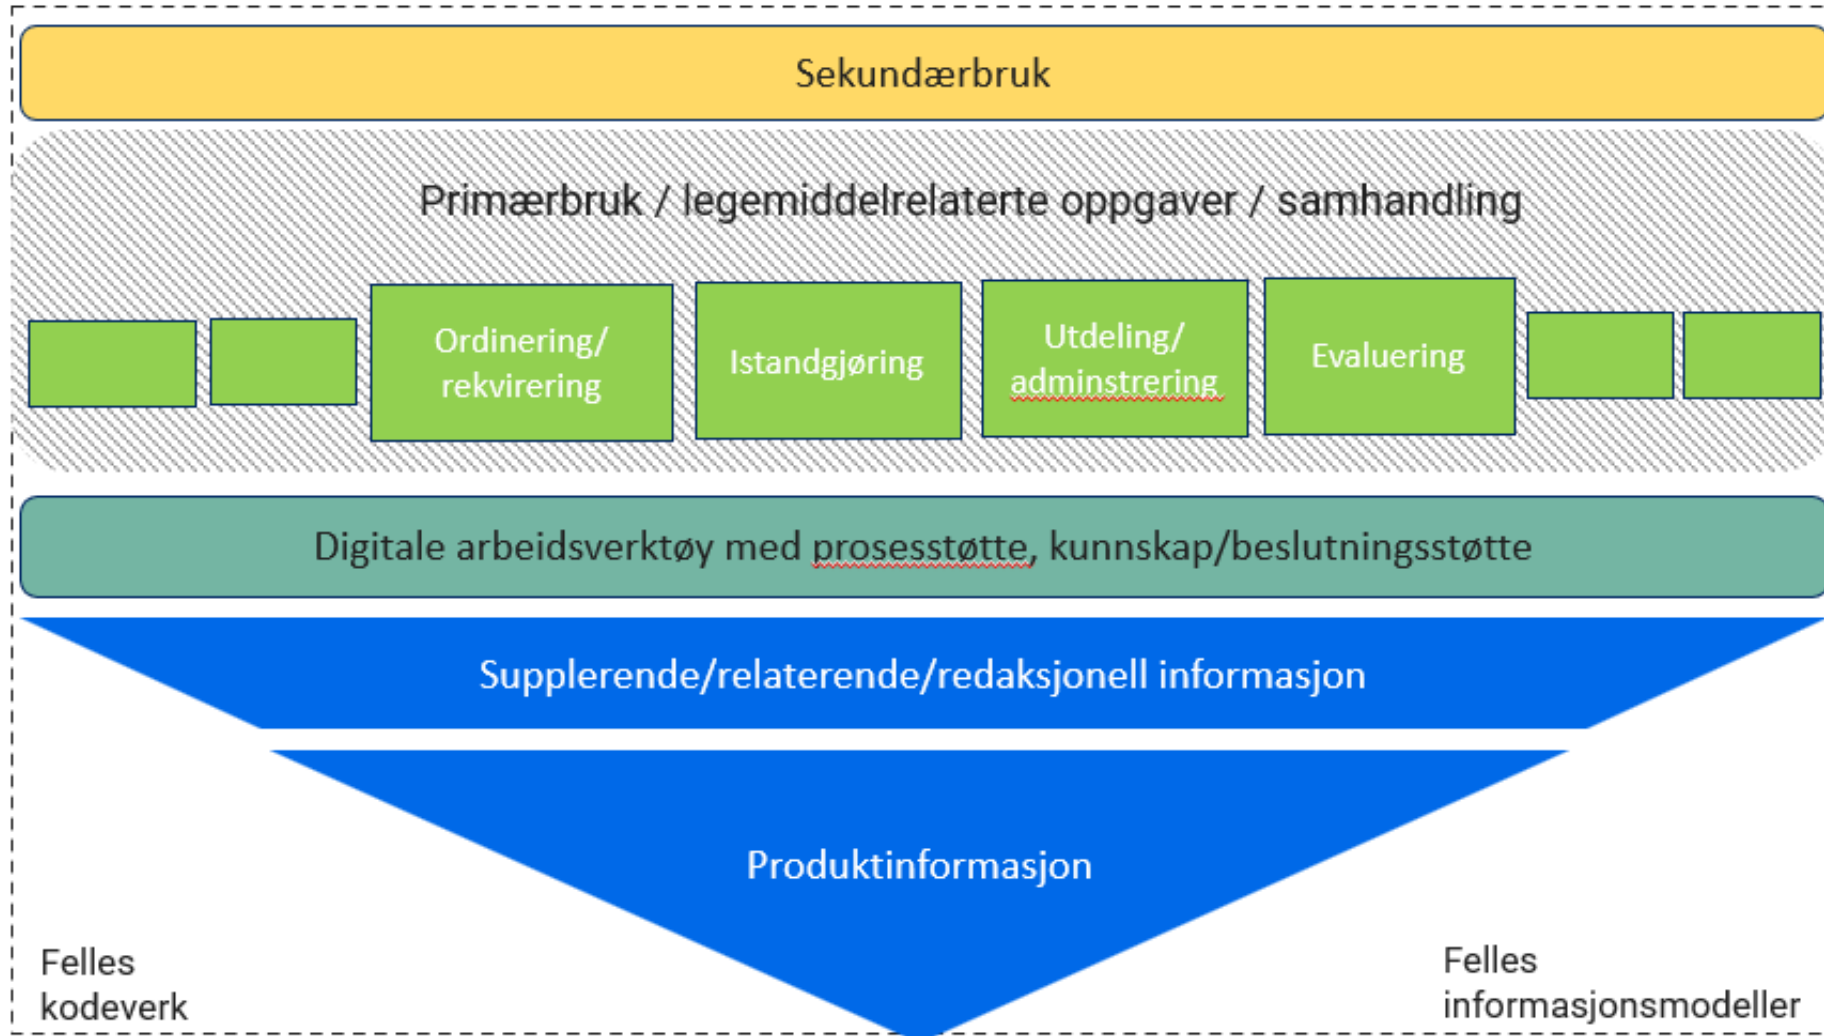 Sekundærbruk
Primærbruk / legemiddelrelaterte oppgaver / samhandling
Ordinering/
rekvirering
Istandgjøring
Utdeling/
adminstrering
Evaluering
Digitale arbeidsverktøy med prosesstøtte, kunnskap/beslutningsstøtte
Supplerende/relaterende/redaksjonell informasjon
Produktinformasjon
Felles
kodeverk
Felles
informasjonsmodeller